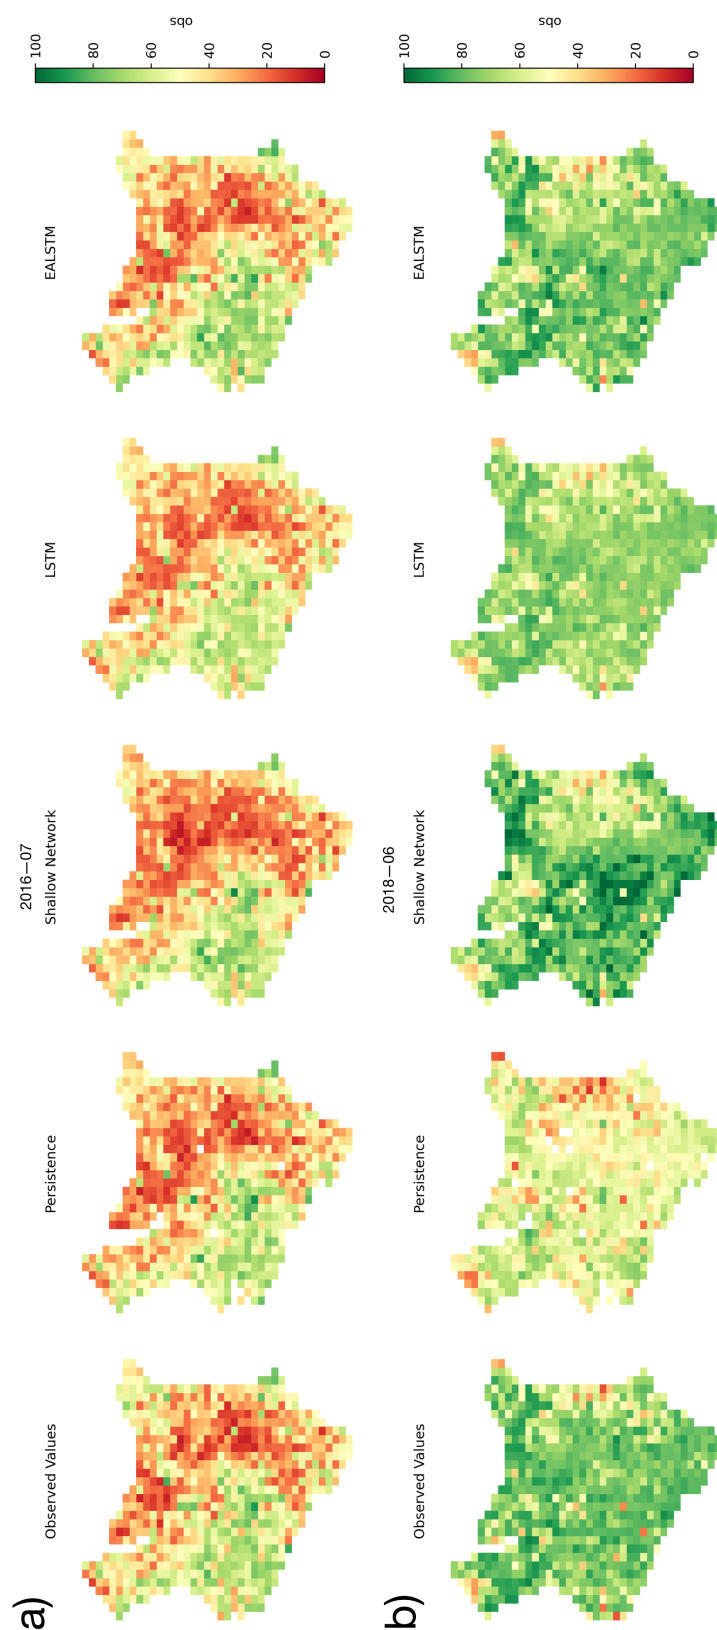 a)
2016−07
Observed Values
Persistence
Shallow Network
LSTM
EALSTM
100
80
60
40
20
0
obs
b)
2018−06
Observed Values
Persistence
Shallow Network
LSTM
EALSTM
100
80
60
40
20
0
obs